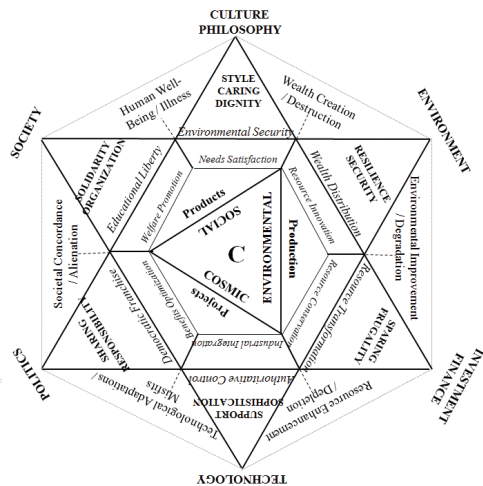 CULTURE
PHILOSOPHY
STYLE
CARING
DIGNITY
Human Well-
Being / Illness
Wealth Creation
/ Destruction
SOCIETY
ENVIRONMENT
Environmental Security
Needs Satisfaction
SOLIDARITY
ORGANIZATION
Educational Liberty
Welfare Promotion
Products
SOCIAL
Resource Innovation
Wealth Distribution
RESILIENCE
SECURITY
Societal Concordance
/ Alienation
C
ENVIRONMENTAL
Production
Environmental Improvement
/Degradation
COSMIC
Projects
Benefits Optimization
Democratic Franchise
SHARING
RESPONSIBILITY
Resource Conservation
Resource Transformation
SPARING
FRUGALITY
Industrial Integration
Authoritative Control
SUPPORT
SOPHISTICATION
POLITICS
INVESTMENT
FINANCE
Technological Adaptations/
Misfits
Resource Enhancement
/Depletion
TECHNOLOGY